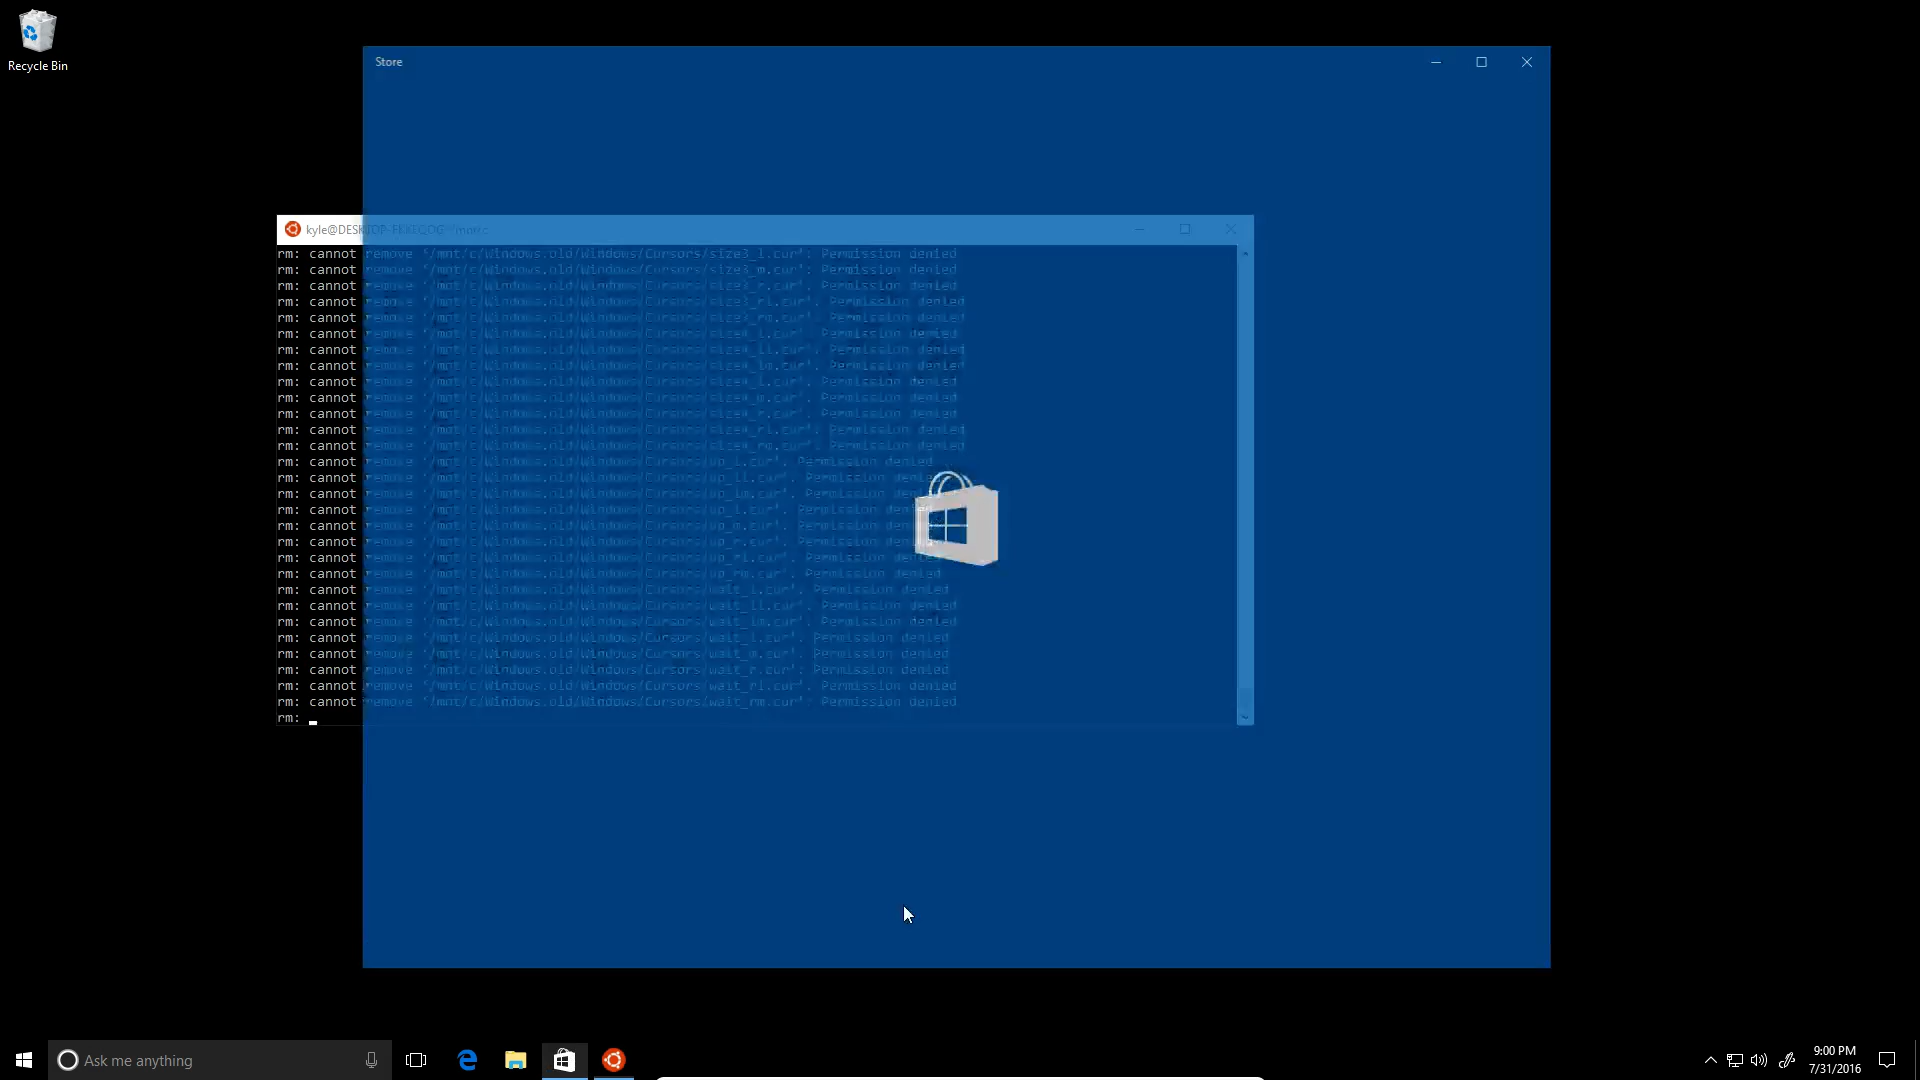 Recycle Bin
Store
kyle@DESKTOP-
rm: cannot remove '/mnt/c/Windows.old/Windows/Cursors/size3_l.cur': Permission denied
rm: cannot remove '/mnt/c/Windows.old/Windows/Cursors/size3_m.cur': Permission denied
rm: cannot remove '/mnt/c/Windows.old/Windows/Cursors/size3_r.cur': Permission denied
rm: cannot remove '/mnt/c/Windows.old/Windows/Cursors/size3_rl.cur': Permission denied
rm: cannot remove '/mnt/c/Windows.old/Windows/Cursors/size3_rm.cur': Permission denied
rm: cannot remove '/mnt/c/Windows.old/Windows/Cursors/size4_i.cur': Permission denied
rm: cannot remove '/mnt/c/Windows.old/Windows/Cursors/size4_il.cur': Permission denied
rm: cannot remove '/mnt/c/Windows.old/Windows/Cursors/size4_im.cur': Permission denied
rm: cannot remove '/mnt/c/Windows.old/Windows/Cursors/size4_l.cur': Permission denied
rm: cannot remove '/mnt/c/Windows.old/Windows/Cursors/size4_m.cur': Permission denied
rm: cannot remove '/mnt/c/Windows.old/Windows/Cursors/size4_r.cur': Permission denied
rm: cannot remove '/mnt/c/Windows.old/Windows/Cursors/size4_rl.cur': Permission denied
rm: cannot remove '/mnt/c/Windows.old/Windows/Cursors/size4_rm.cur': Permission denied
rm: cannot remove '/mnt/c/Windows.old/Windows/Cursors/up_i.cur': Permission denied
rm: cannot remove '/mnt/c/Windows.old/Windows/Cursors/up_il.cur': Permission denied
rm: cannot remove '/mnt/c/Windows.old/Windows/Cursors/up_im.cur': Permission denied
rm: cannot remove '/mnt/c/Windows.old/Windows/Cursors/up_l.cur': Permission denied
rm: cannot remove '/mnt/c/Windows.old/Windows/Cursors/up_m.cur': Permission denied
rm: cannot remove '/mnt/c/Windows.old/Windows/Cursors/up_r.cur': Permission denied
rm: cannot remove '/mnt/c/Windows.old/Windows/Cursors/up_rl.cur': Permission denied
rm: cannot remove '/mnt/c/Windows.old/Windows/Cursors/up_rm.cur': Permission denied
rm: cannot remove '/mnt/c/Windows.old/Windows/Cursors/wait_i.cur': Permission denied
rm: cannot remove '/mnt/c/Windows.old/Windows/Cursors/wait_il.cur': Permission denied
rm: cannot remove '/mnt/c/Windows.old/Windows/Cursors/wait_im.cur': Permission denied
rm: cannot remove '/mnt/c/Windows.old/Windows/Cursors/wait_l.cur': Permission denied
rm: cannot remove '/mnt/c/Windows.old/Windows/Cursors/wait_m.cur': Permission denied
rm: cannot remove '/mnt/c/Windows.old/Windows/Cursors/wait_r.cur': Permission denied
rm: cannot remove '/mnt/c/Windows.old/Windows/Cursors/wait_rl.cur': Permission denied
rm: cannot remove '/mnt/c/Windows.old/Windows/Cursors/wait_rm.cur': Permission denied
rm:
Ask me anything
9:00 PM
7/31/2016